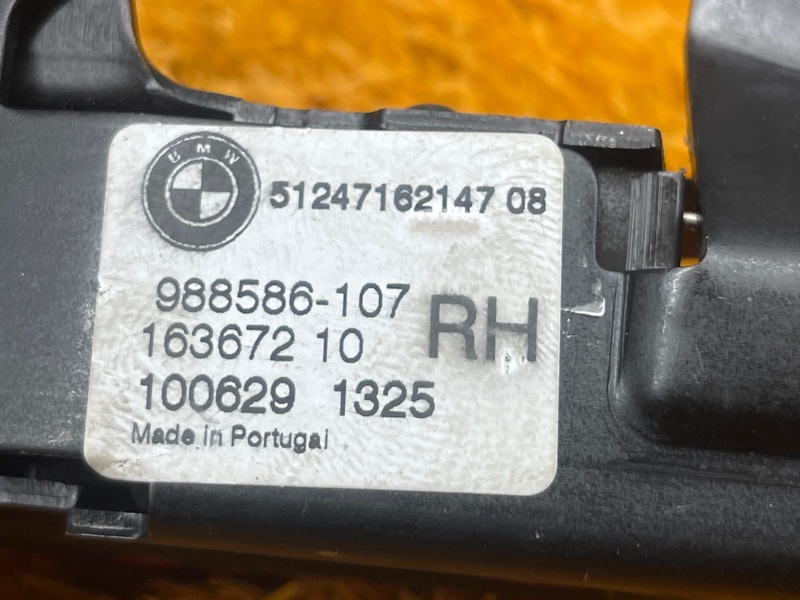 BMW
51247162147 08
988586-107
RH
163672 10
100629 1325
Made in Portugal